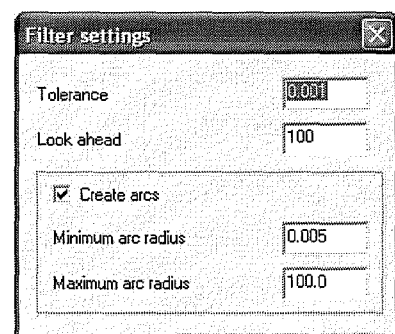 Filter settings
Tolerance 0.001
Look ahead 100
Create arcs
Minimum arc radius 0.005
Maximum arc radius 100.0